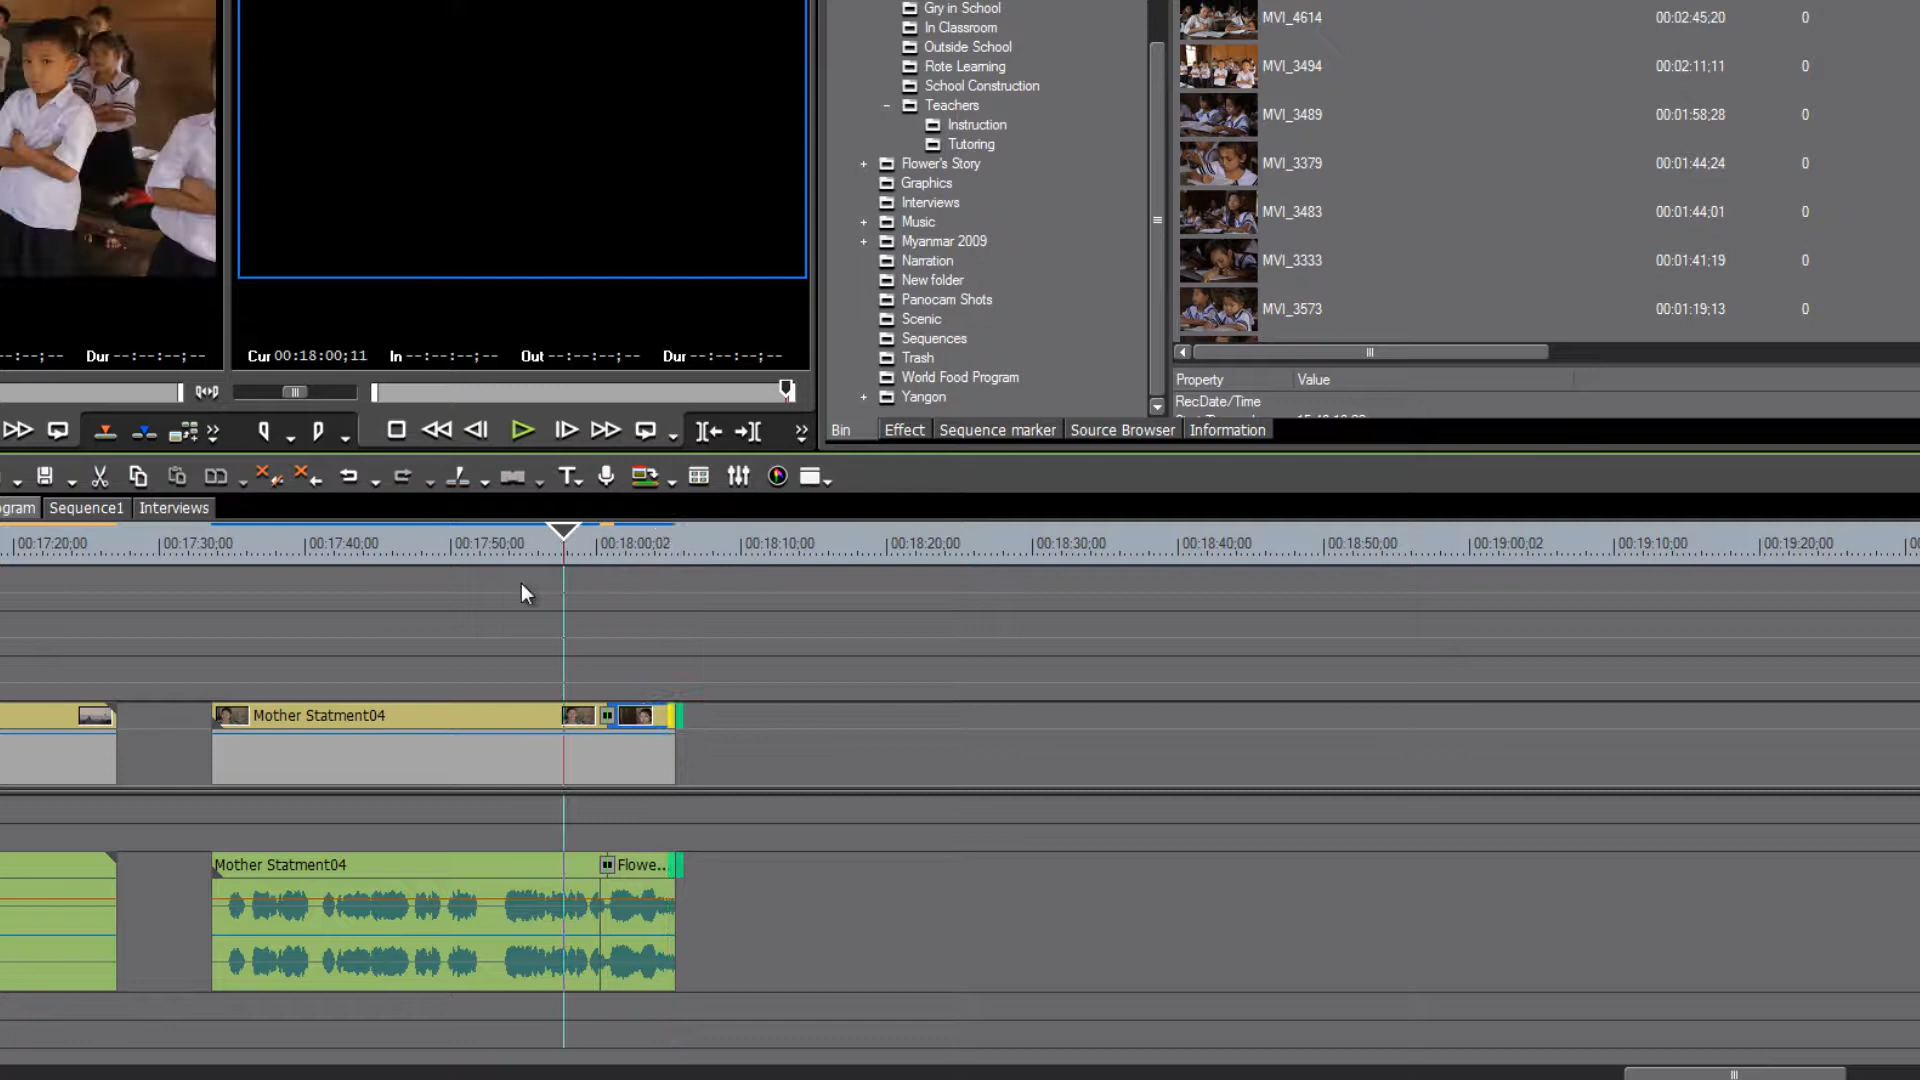 Gry in School
In Classroom
Outside School
Rote Learning
School Construction
Teachers
Instruction
Tutoring
Flower's Story
Graphics
Interviews
Music
Myanmar 2009
Narration
New folder
Panocam Shots
Scenic
Sequences
Trash
World Food Program
Yangon
MVI_4614 00:02:45;20 0
MVI_3494 00:02:11;11 0
MVI_3489 00:01:58;28 0
MVI_3379 00:01:44;24 0
MVI_3483 00:01:44;01 0
MVI_3333 00:01:41;19 0
MVI_3573 00:01:19;13 0
Property Value
RecDate/Time
--:--;-- Dur --:--:--;-- Cur 00:18:00;11 In --:--:--;-- Out --:--:--;-- Dur --:--:--;--
Bin Effect Sequence marker Source Browser Information
ogram Sequence1 Interviews
00:17:20;00 00:17:30;00 00:17:40;00 00:17:50;00 00:18:00;02 00:18:10;00 00:18:20;00 00:18:30;00 00:18:40;00 00:18:50;00 00:19:00;02 00:19:10;00 00:19:20;00 00
Mother Statment04
Mother Statment04 Flowe..